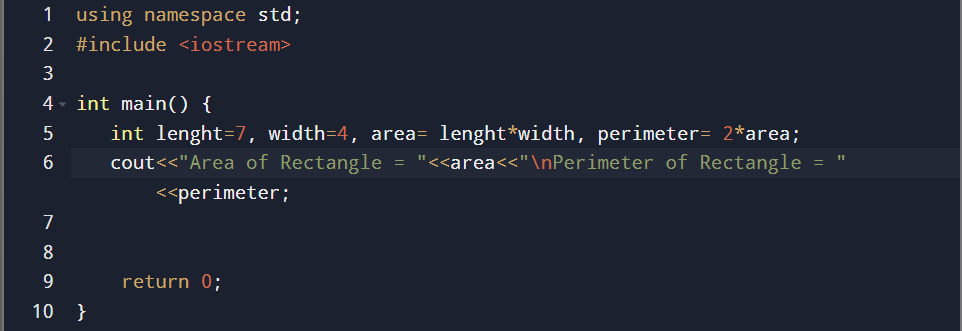 1 using namespace std;
2 #include <iostream>
3
4 int main() {
5 int lenght=7, width=4, area= lenght*width, perimeter= 2*area;
6 cout<<"Area of Rectangle = "<<area<<"\nPerimeter of Rectangle = "
<<perimeter;
7
8
9 return 0;
10 }